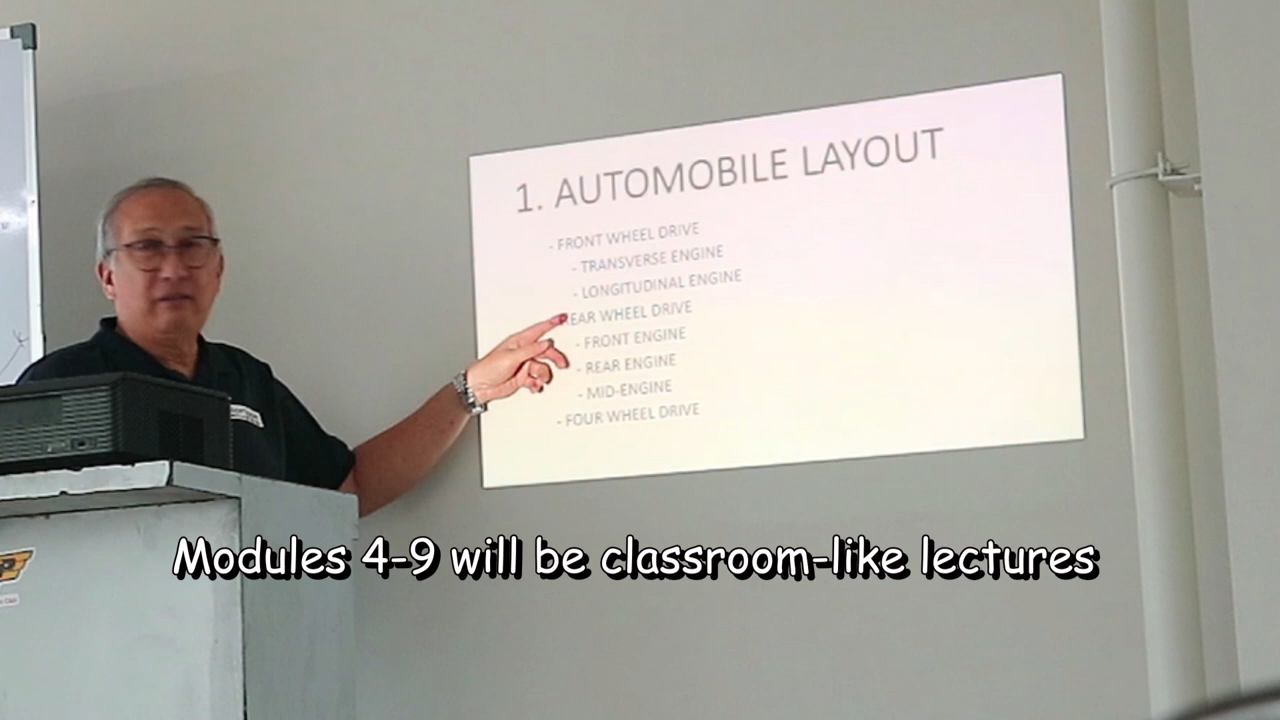 1. AUTOMOBILE LAYOUT
- FRONT WHEEL DRIVE
- TRANSVERSE ENGINE
- LONGITUDINAL ENGINE
REAR WHEEL DRIVE
- FRONT ENGINE
- REAR ENGINE
- MID-ENGINE
- FOUR WHEEL DRIVE
Modules 4-9 will be classroom-like lectures